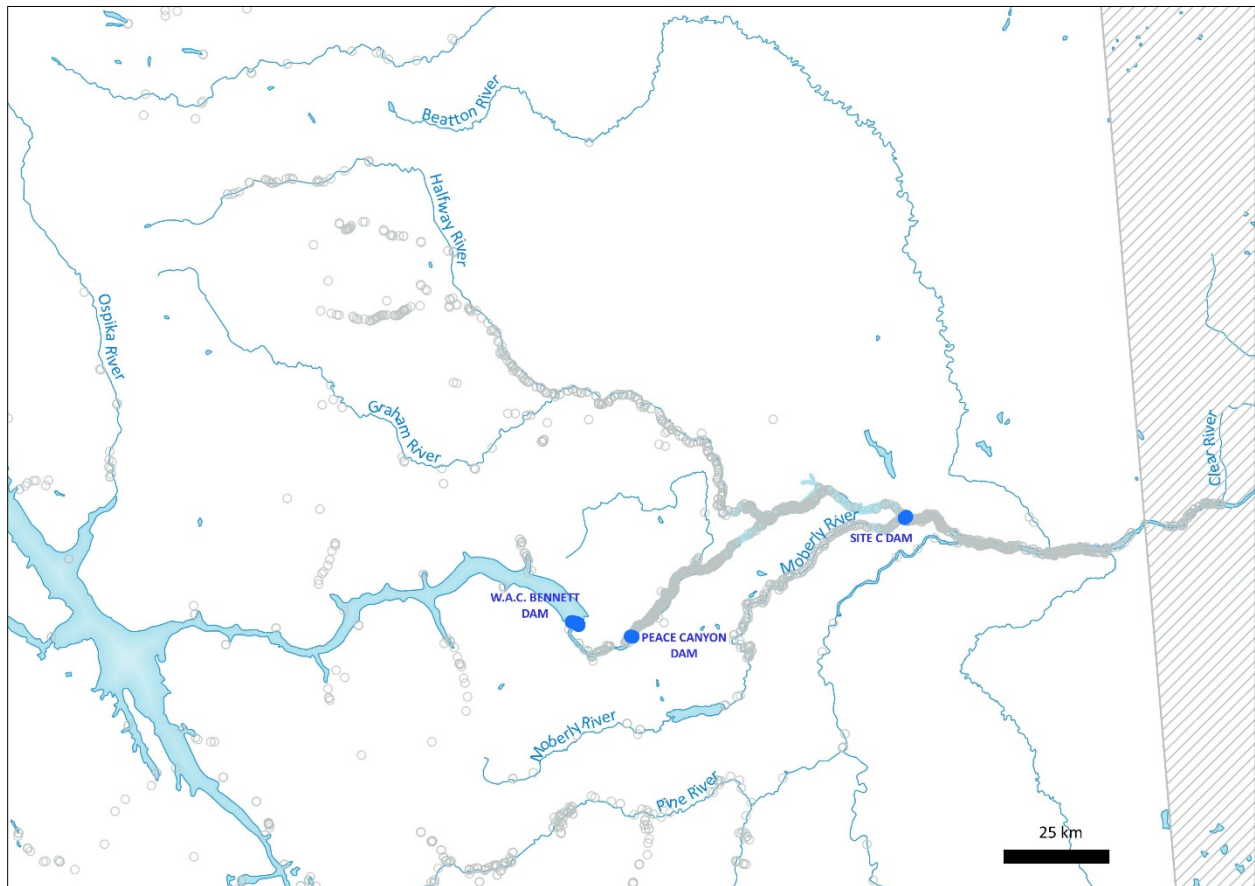 Beatton River
Halfway River
Ospika River
Graham River
Clear River
Moberly River
SITE C DAM
W.A.C. BENNETT
DAM
PEACE CANYON
DAM
Moberly River
Pine River
25 km